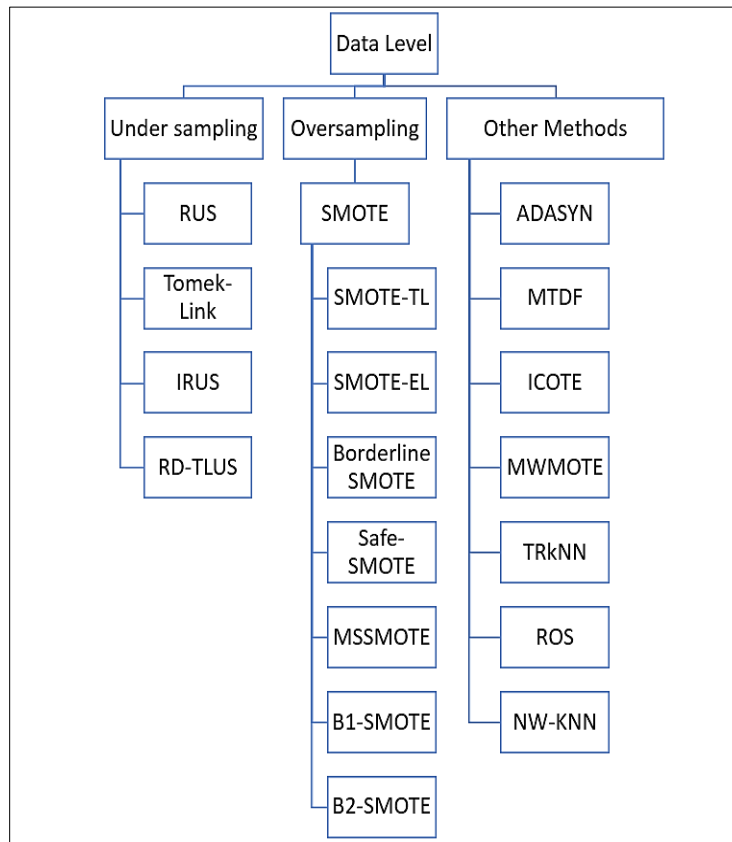 Data Level
Under sampling
Oversampling
Other Methods
RUS
Tomek-
Link
IRUS
RD-TLUS
SMOTE
SMOTE-TL
SMOTE-EL
Borderline
SMOTE
Safe-
SMOTE
MSSMOTE
B1-SMOTE
B2-SMOTE
ADASYN
MTDF
ICOTE
MWMOTE
TRkNN
ROS
NW-KNN